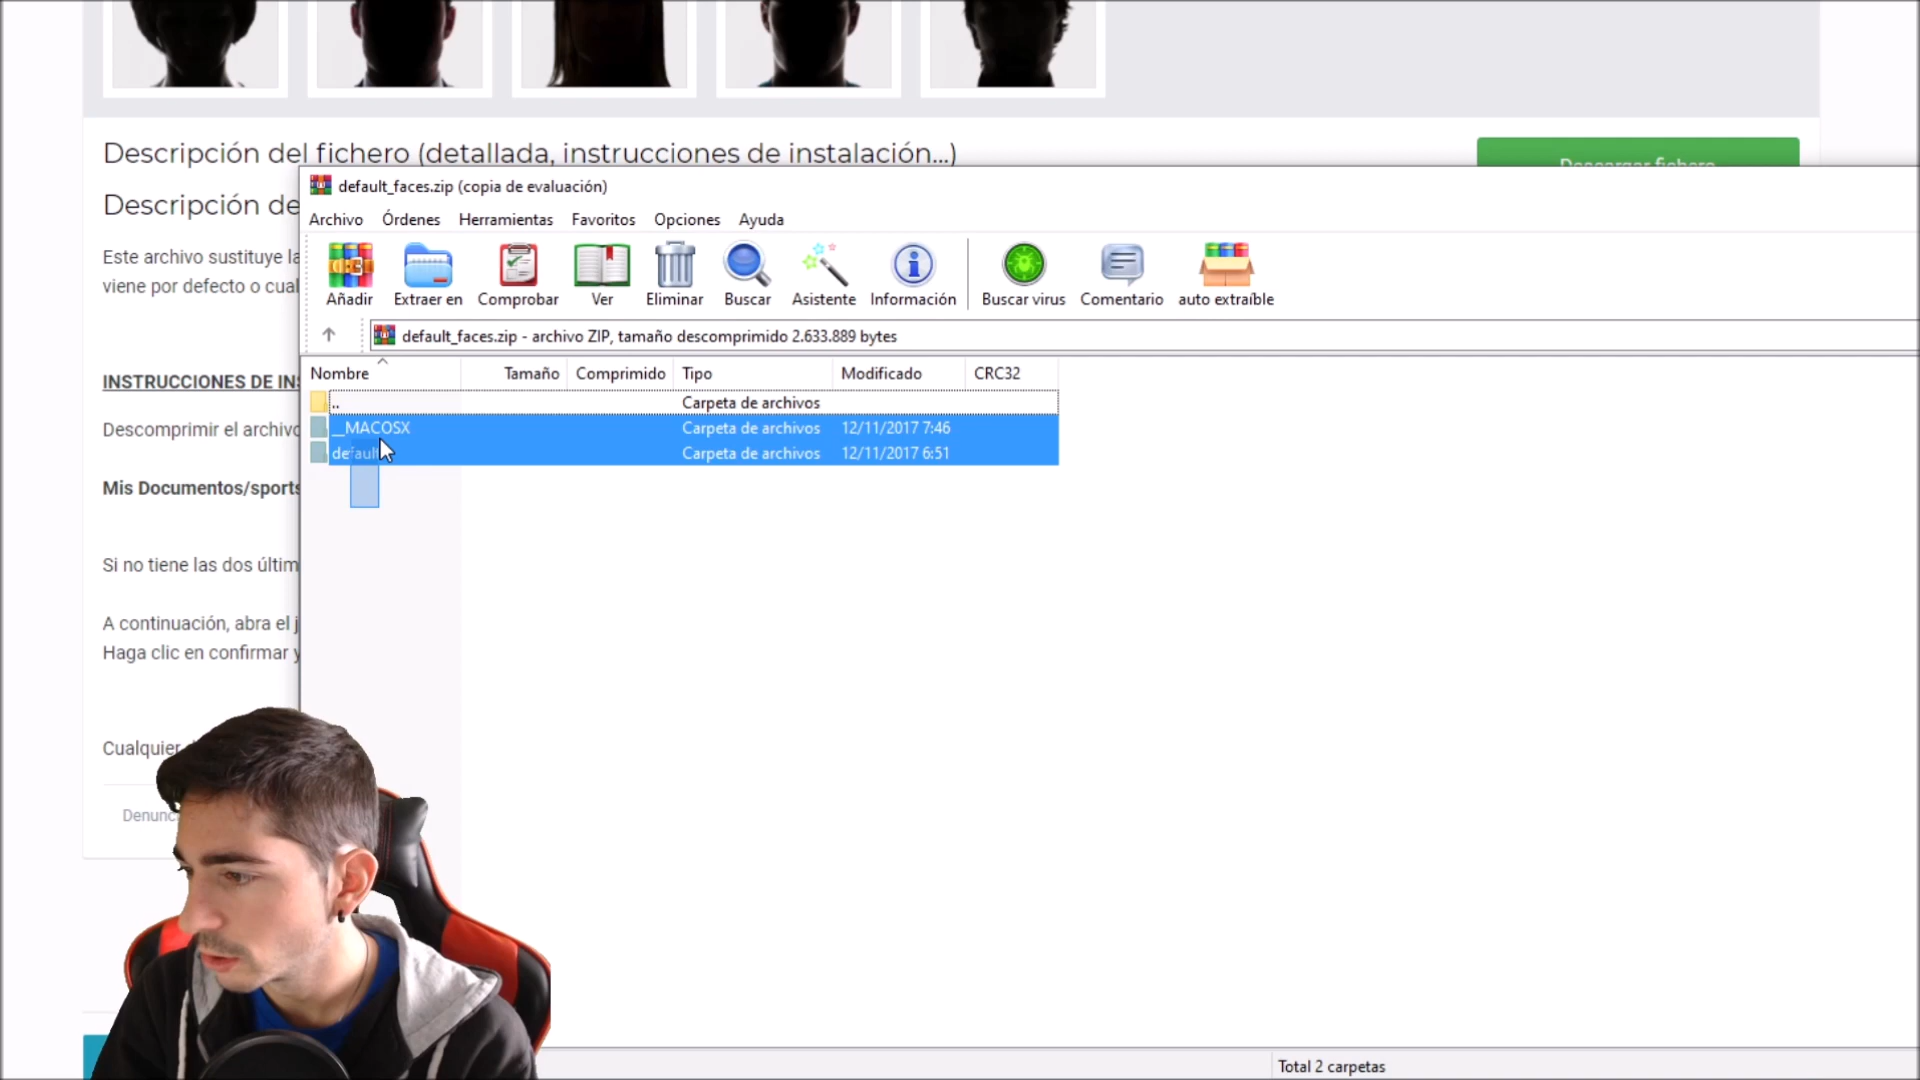 Descripción del fichero (detallada, instrucciones de instalación...)
Descargar fichero
Descripción de
Este archivo sustituye la
viene por defecto o cual
INSTRUCCIONES DE INS
Descomprimir el archivo
Mis Documentos/sports
Si no tiene las dos últim
A continuación, abra el j
Haga clic en confirmar y
Cualquier
Denunc
default_faces.zip (copia de evaluación)
Archivo Órdenes Herramientas Favoritos Opciones Ayuda
Añadir Extraer en Comprobar Ver Eliminar Buscar Asistente Información Buscar virus Comentario auto extraíble
default_faces.zip - archivo ZIP, tamaño descomprimido 2.633.889 bytes
Nombre Tamaño Comprimido Tipo Modificado CRC32
.. Carpeta de archivos
__MACOSX Carpeta de archivos 12/11/2017 7:46
default Carpeta de archivos 12/11/2017 6:51
Total 2 carpetas